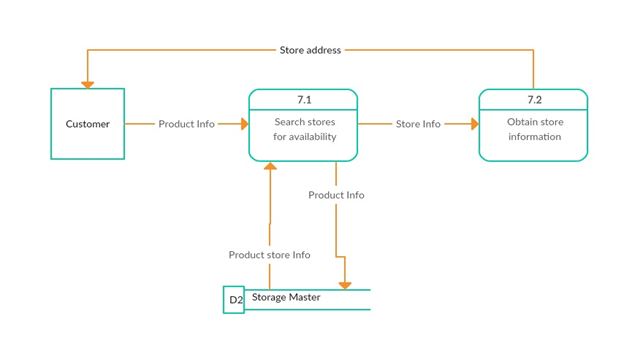 Store address
7.1
7.2
Customer
Product Info
Search stores
for availability
Store Info
Obtain store
information
Product Info
Product store Info
D2
Storage Master